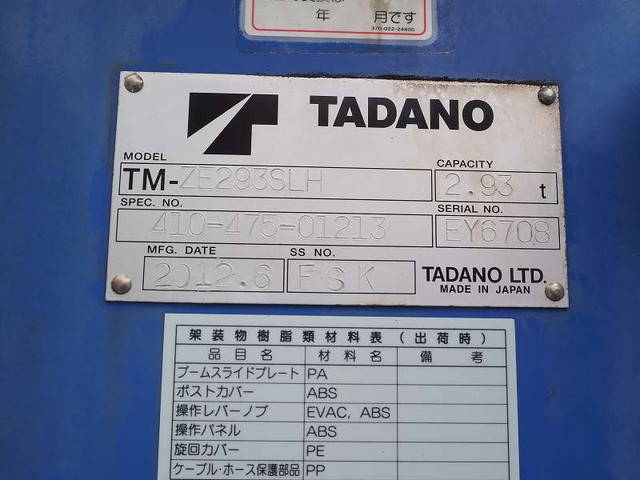 年 月です
370-022-24400
TADANO
MODEL
TM-ZE293SLH
CAPACITY
2.93 t
SPEC. NO.
410-475-01213
SERIAL NO.
EY6708
MFG. DATE
2012.6
SS NO.
FSK
TADANO LTD.
MADE IN JAPAN
架装物樹脂類材料表(出荷時)
品目名 材料名 備考
ブームスライドプレート PA
ポストカバー ABS
操作レバーノブ EVAC, ABS
操作パネル ABS
旋回カバー PE
ケーブル・ホース保護部品 PP